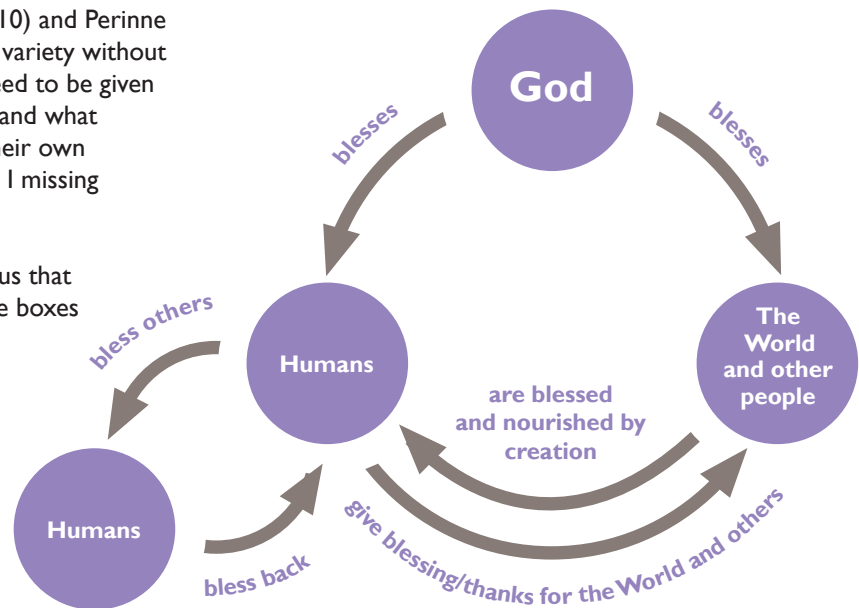 10) and Perinne
variety without
eed to be given
and what
heir own
I missing
us that
e boxes
God
blesses
blesses
bless others
Humans
The
World
and other
people
are blessed
and nourished by
creation
Humans
bless back
give blessing/thanks for the World and others